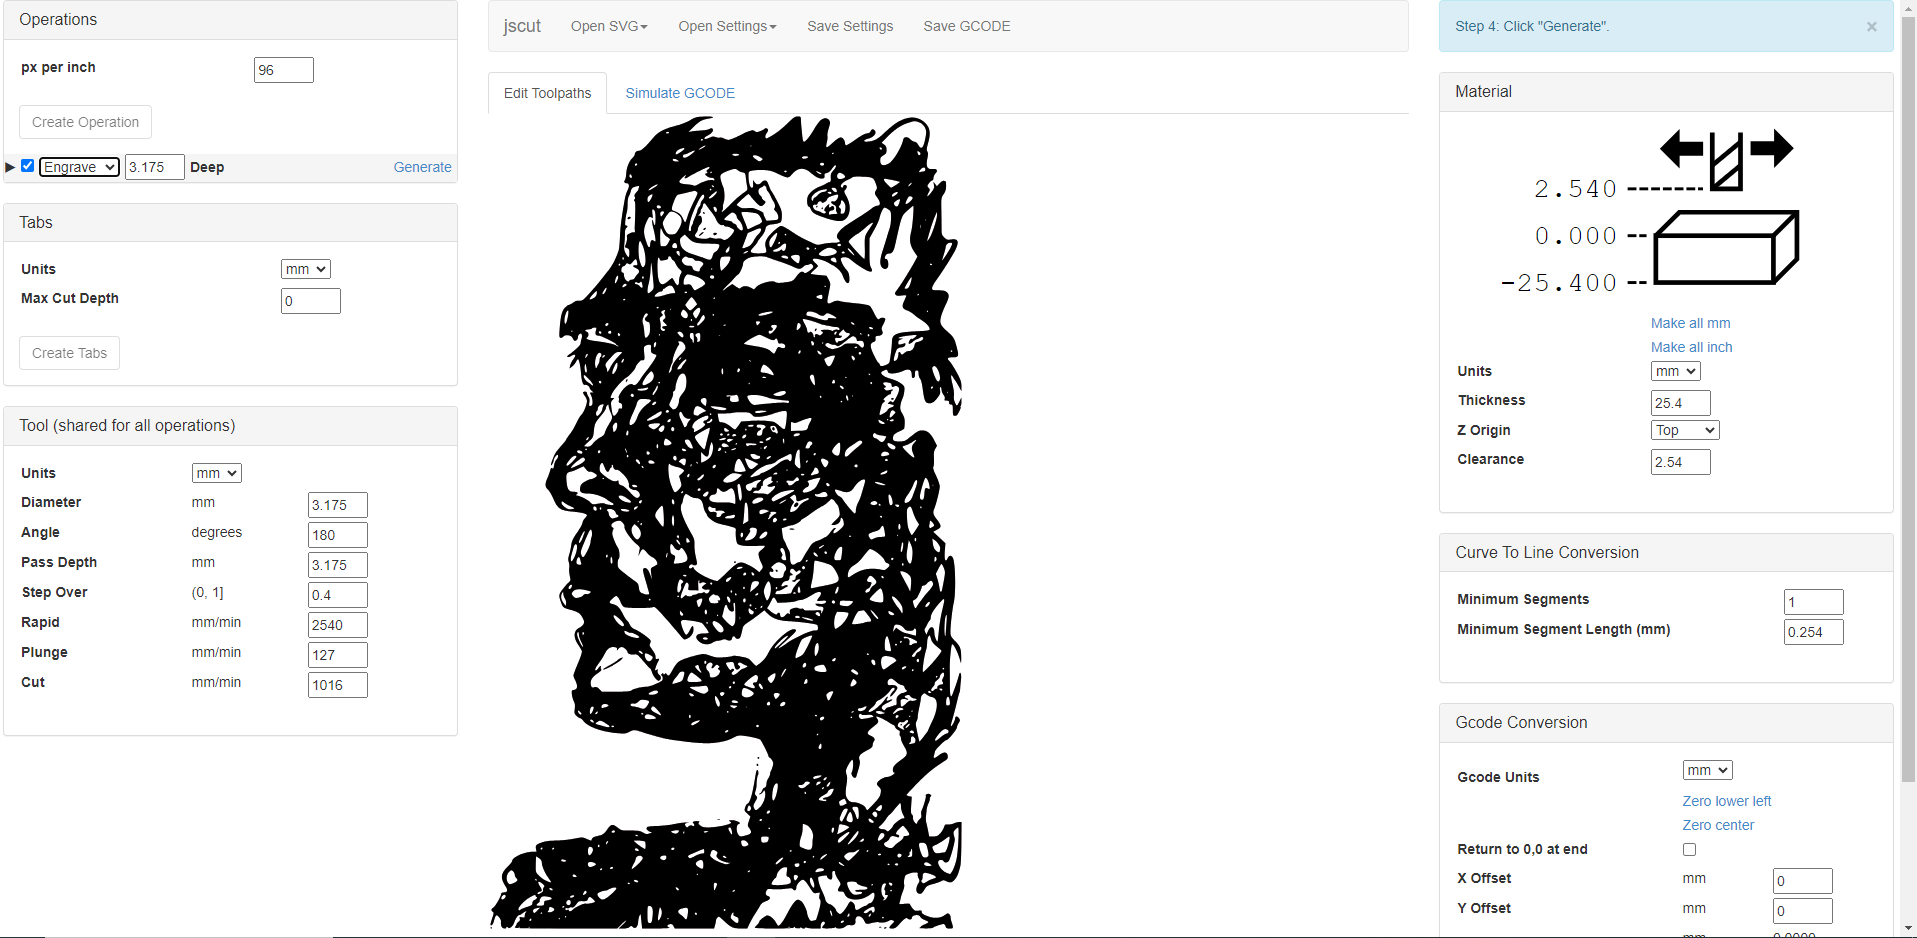 Operations
px per inch 96
Create Operation
Engrave 3.175 Deep Generate
Tabs
Units mm
Max Cut Depth 0
Create Tabs
Tool (shared for all operations)
Units mm
Diameter mm 3.175
Angle degrees 180
Pass Depth mm 3.175
Step Over (0, 1] 0.4
Rapid mm/min 2540
Plunge mm/min 127
Cut mm/min 1016
jscut Open SVG Open Settings Save Settings Save GCODE
Edit Toolpaths Simulate GCODE
Step 4: Click "Generate". ×
Material
2.540
0.000
-25.400
Make all mm
Make all inch
Units mm
Thickness 25.4
Z Origin Top
Clearance 2.54
Curve To Line Conversion
Minimum Segments 1
Minimum Segment Length (mm) 0.254
Gcode Conversion
Gcode Units mm
Zero lower left
Zero center
Return to 0,0 at end
X Offset mm 0
Y Offset mm 0